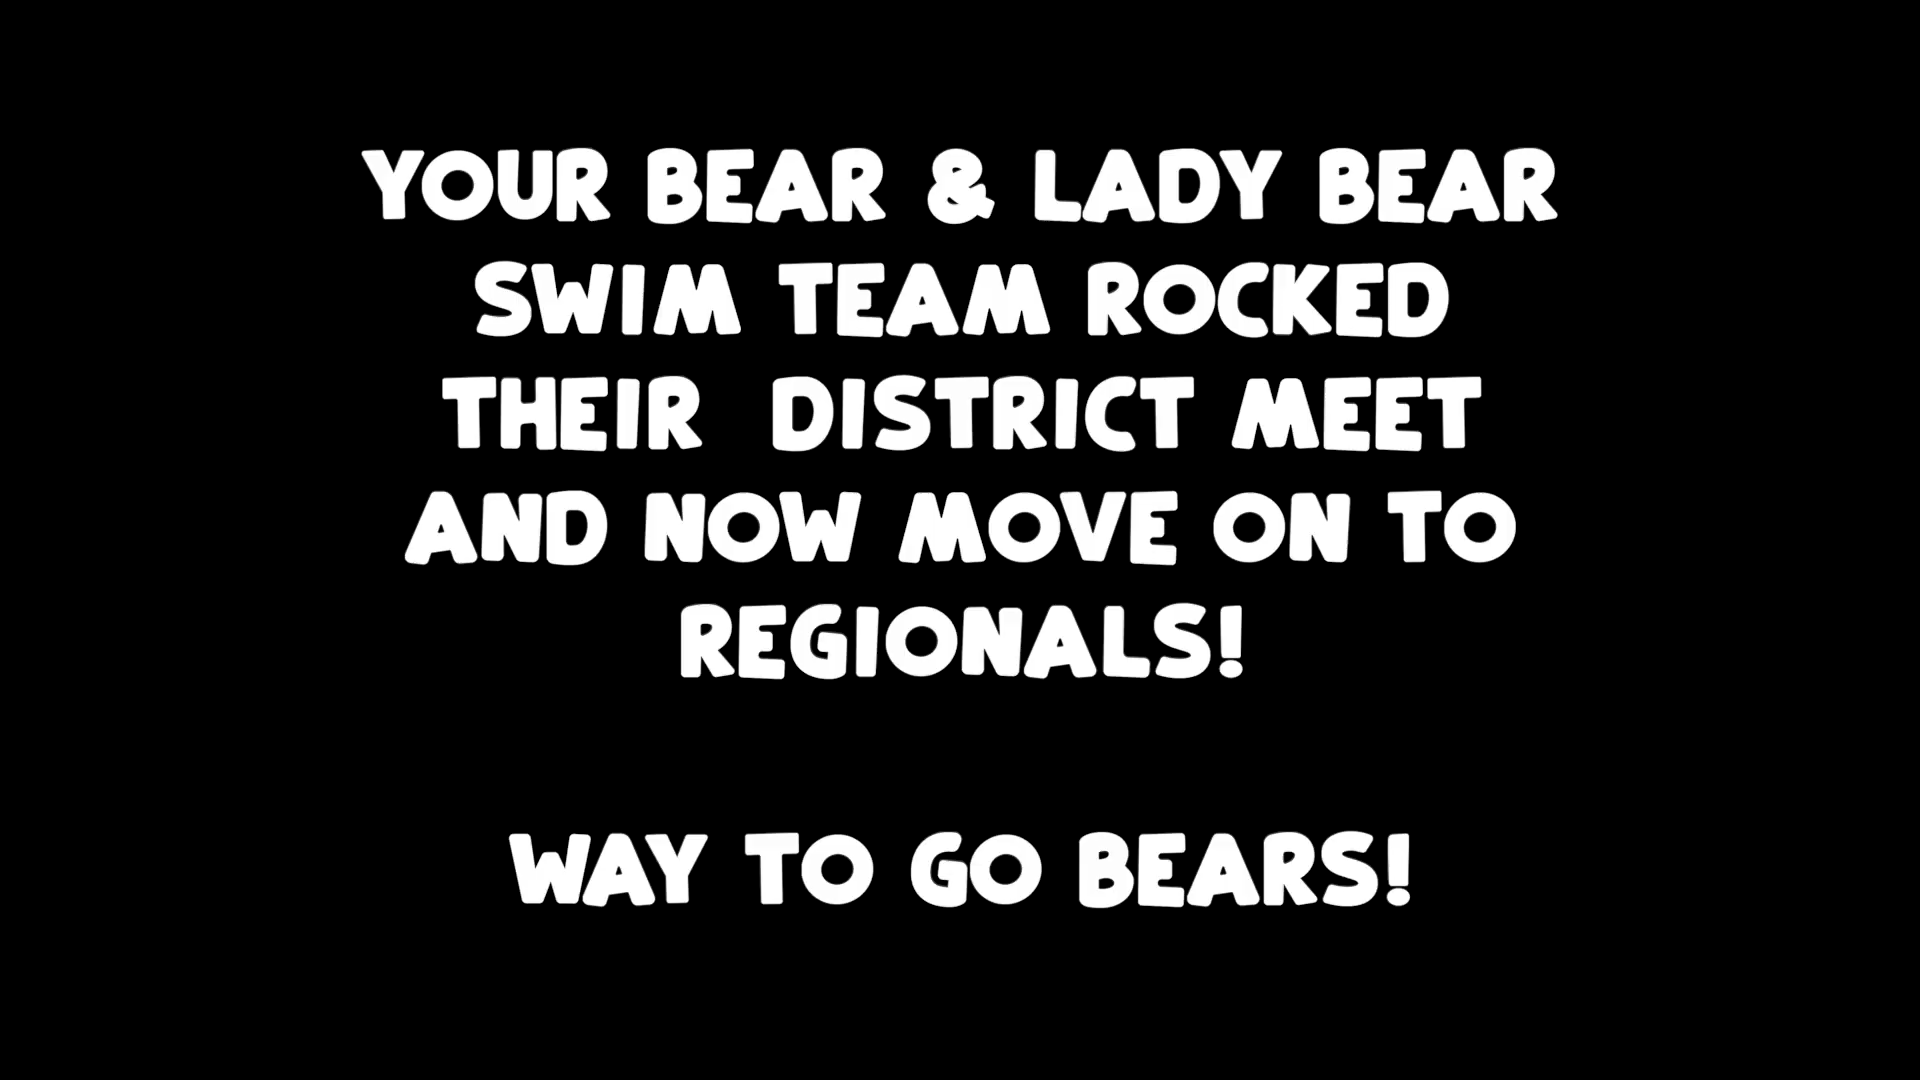 YOUR BEAR & LADY BEAR
SWIM TEAM ROCKED
THEIR  DISTRICT MEET
AND NOW MOVE ON TO
REGIONALS!
WAY TO GO BEARS!